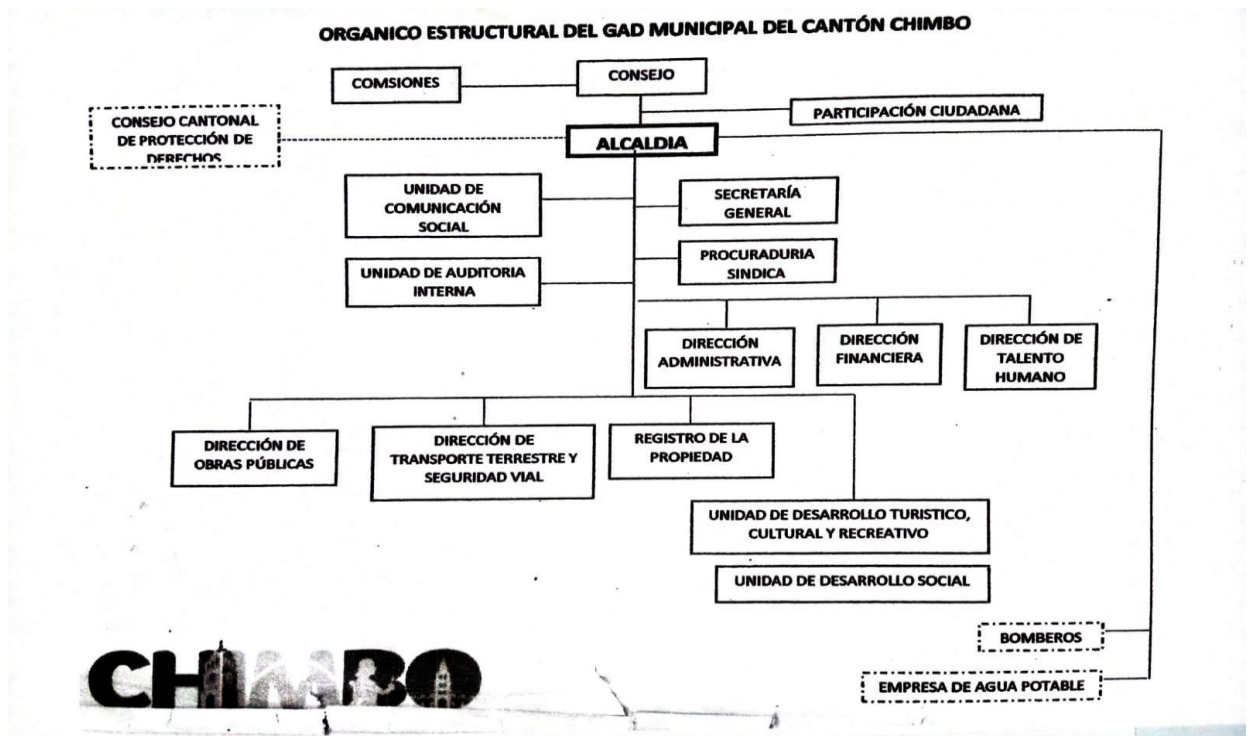 ORGANICO ESTRUCTURAL DEL GAD MUNICIPAL DEL CANTÓN CHIMBO
COMSIONES
CONSEJO
CONSEJO CANTONAL
DE PROTECCIÓN DE
DERECHOS
PARTICIPACIÓN CIUDADANA
ALCALDIA
UNIDAD DE
COMUNICACIÓN
SOCIAL
SECRETARÍA
GENERAL
UNIDAD DE AUDITORIA
INTERNA
PROCURADURIA
SINDICA
DIRECCIÓN
ADMINISTRATIVA
DIRECCIÓN
FINANCIERA
DIRECCIÓN DE
TALENTO
HUMANO
DIRECCIÓN DE
OBRAS PÚBLICAS
DIRECCIÓN DE
TRANSPORTE TERRESTRE Y
SEGURIDAD VIAL
REGISTRO DE LA
PROPIEDAD
UNIDAD DE DESARROLLO TURISTICO,
CULTURAL Y RECREATIVO
UNIDAD DE DESARROLLO SOCIAL
BOMBEROS
EMPRESA DE AGUA POTABLE
CHIMBO